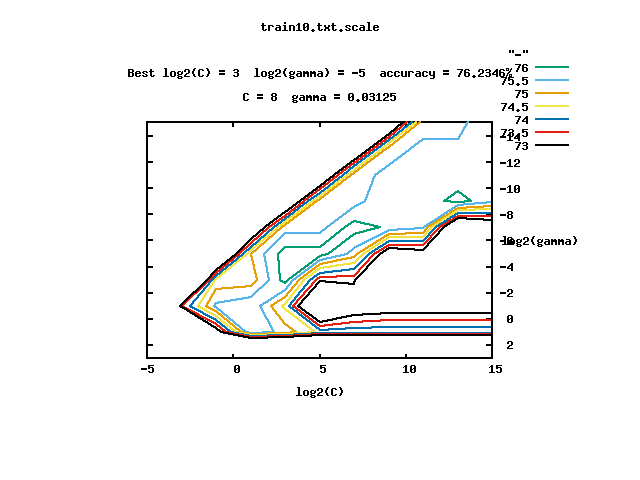 train10.txt.scale
"-"
Best log2(C) = 3  log2(gamma) = -5  accuracy = 76.2346%
76
75.5
C = 8  gamma = 0.03125
75
74.5
74
73.5
73
-14
-12
-10
-8
-6
log2(gamma)
-4
-2
0
2
-5 0 5 10 15
log2(C)